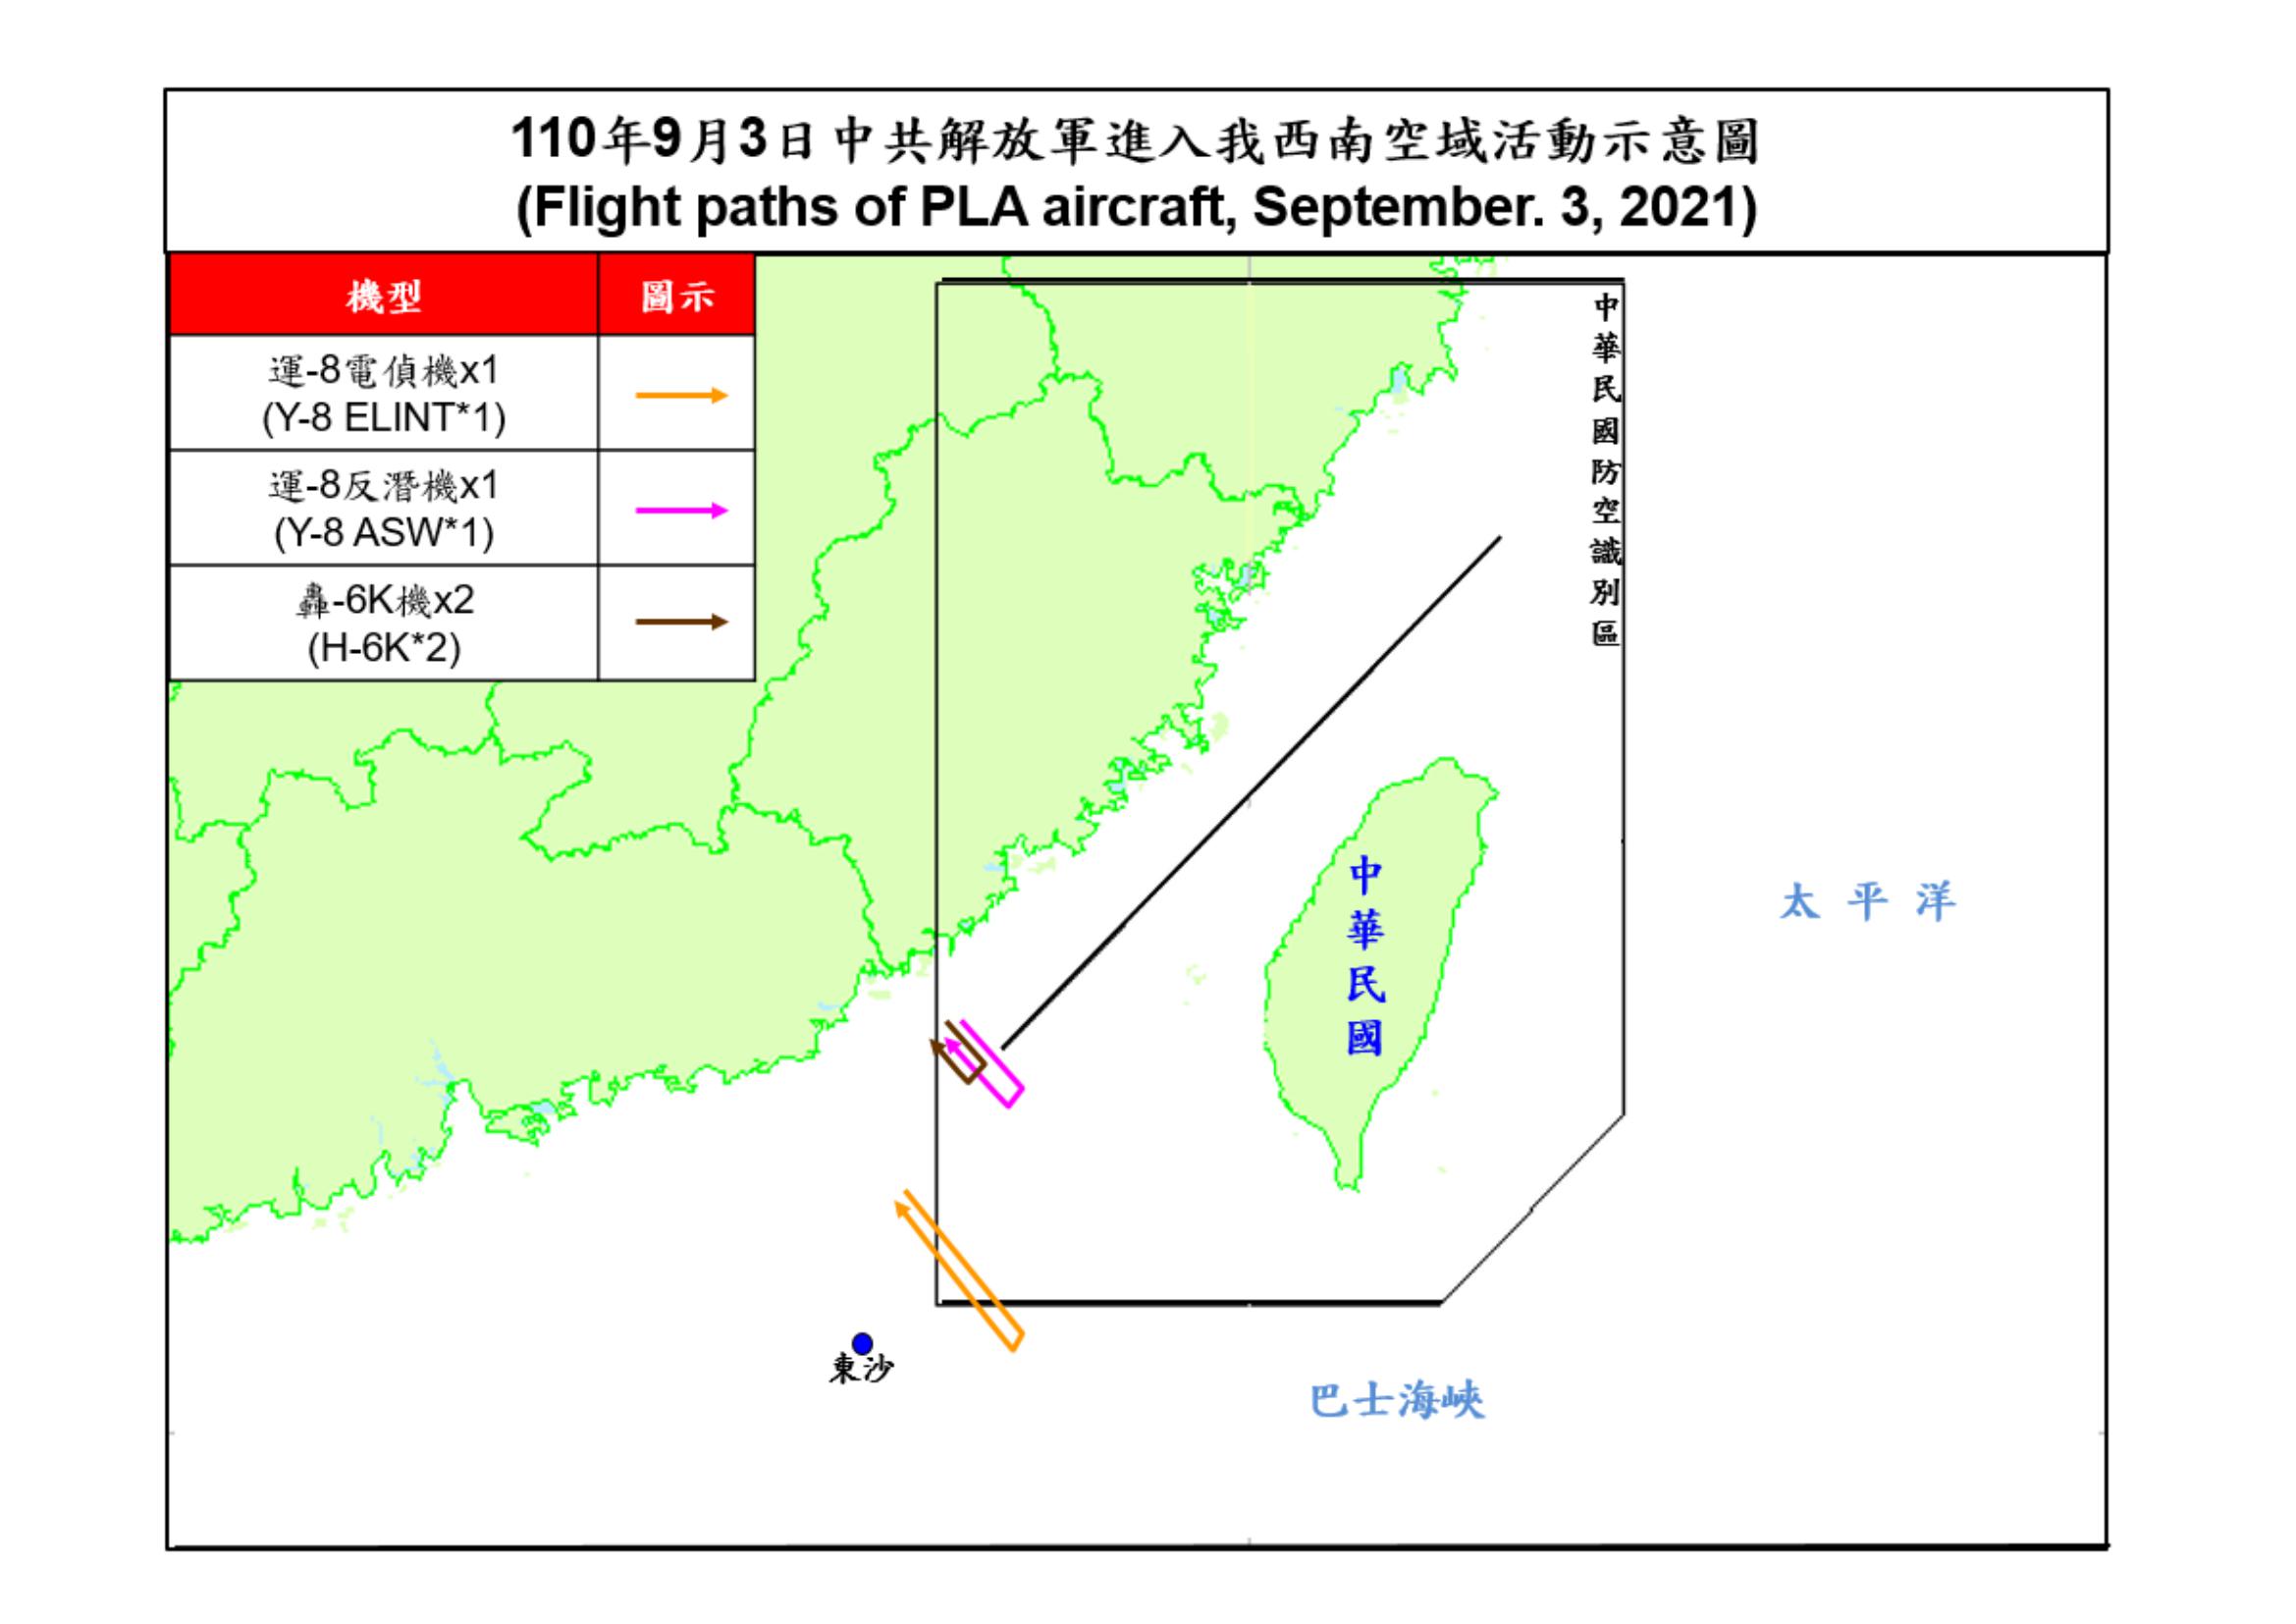 110年9月3日中共解放軍進入我西南空域活動示意圖
(Flight paths of PLA aircraft, September. 3, 2021)
機型
圖示
運-8電偵機x1
(Y-8 ELINT*1)
運-8反潛機x1
(Y-8 ASW*1)
轟-6K機x2
(H-6K*2)
中華民國防空識別區
中華民國
太平洋
東沙
巴士海峽